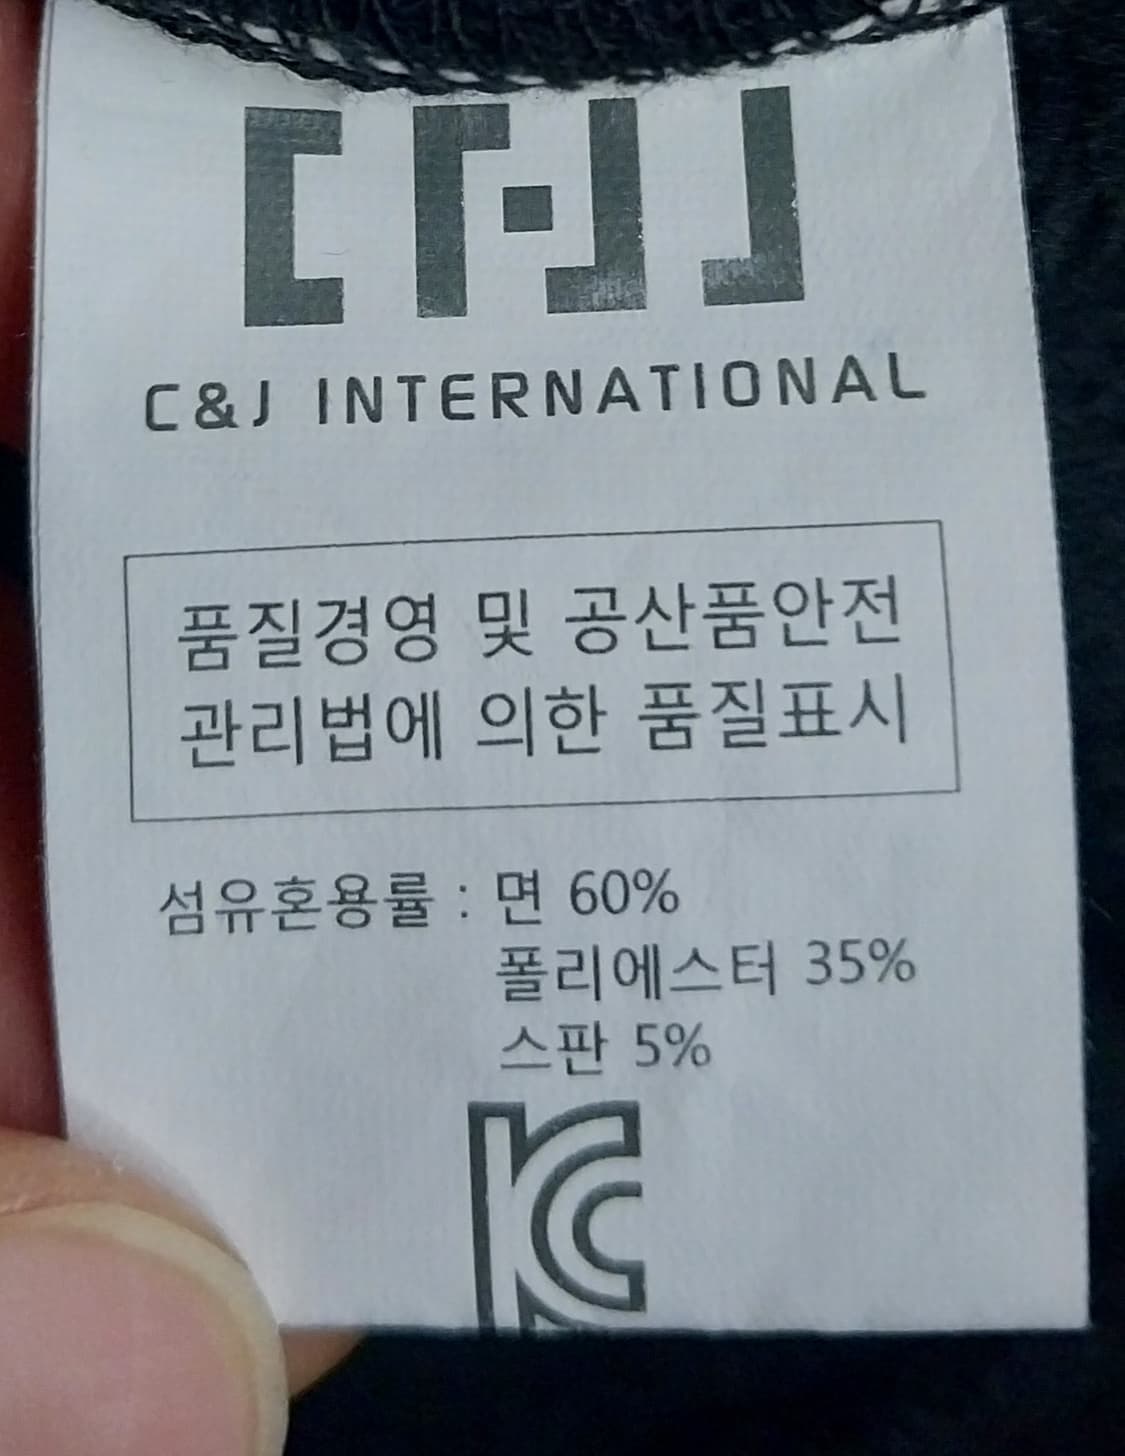 C&J INTERNATIONAL
품질경영 및 공산품안전
관리법에 의한 품질표시
섬유혼용률 : 면 60%
폴리에스터 35%
스판 5%
KC